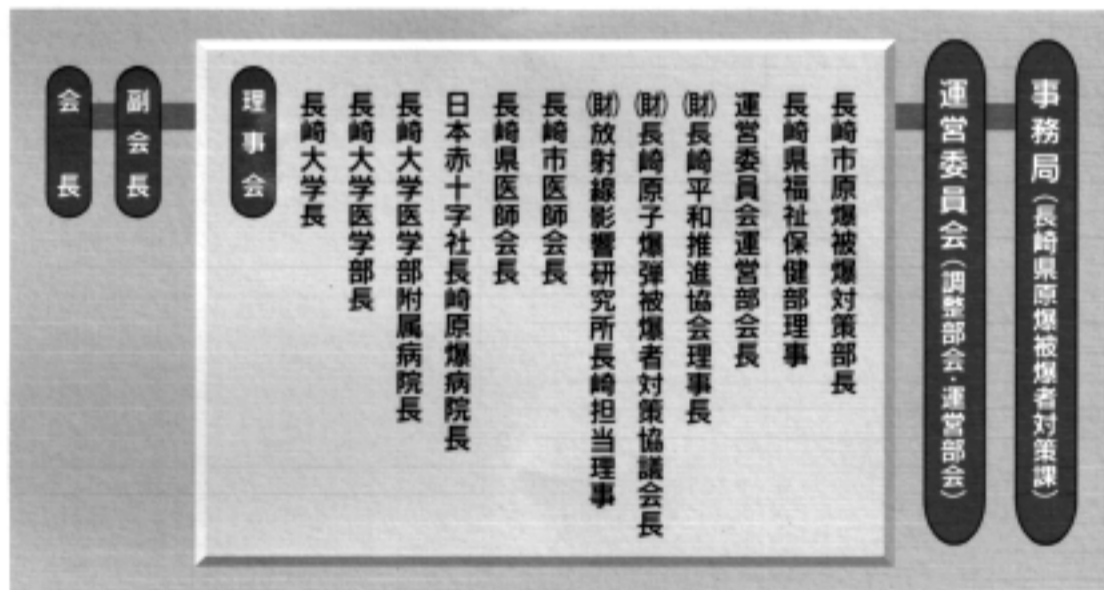 会長
副会長
理事会
長崎大学長
長崎大学医学部長
長崎大学医学部附属病院長
日本赤十字社長崎原爆病院長
長崎県医師会長
長崎市医師会長
㈶放射線影響研究所長崎担当理事
㈶長崎原子爆弾被爆者対策協議会長
㈶長崎平和推進協会理事長
運営委員会運営部会長
長崎県福祉保健部理事
長崎市原爆被爆対策部長
運営委員会（調整部会・運営部会）
事務局（長崎県原爆被爆者対策課）